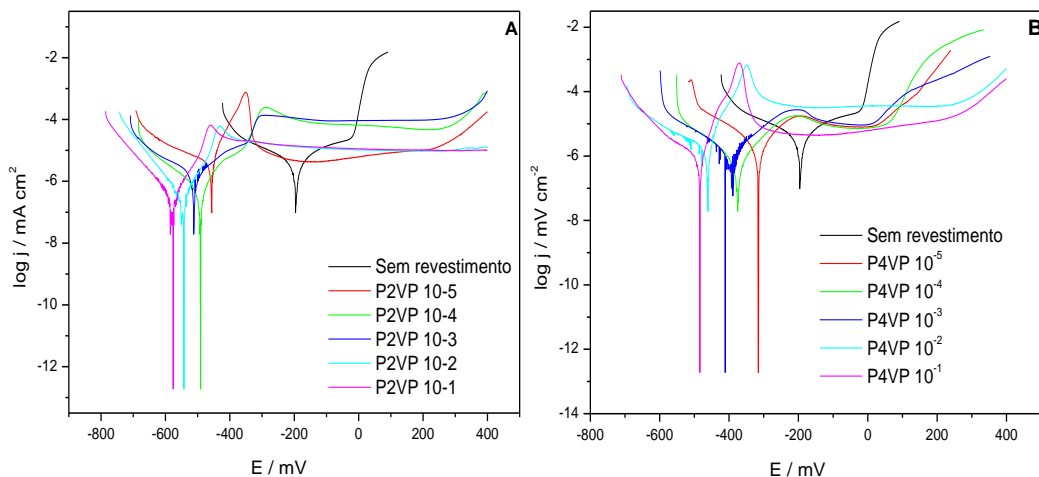 A
log j / mA cm²
-2
-4
-6
-8
-10
-12
Sem revestimento
P2VP 10-5
P2VP 10-4
P2VP 10-3
P2VP 10-2
P2VP 10-1
-800 -600 -400 -200 0 200 400
E / mV
B
log j / mV cm⁻²
-2
-4
-6
-8
-10
-12
-14
Sem revestimento
P4VP 10⁻⁵
P4VP 10⁻⁴
P4VP 10⁻³
P4VP 10⁻²
P4VP 10⁻¹
-800 -600 -400 -200 0 200 400
E / mV